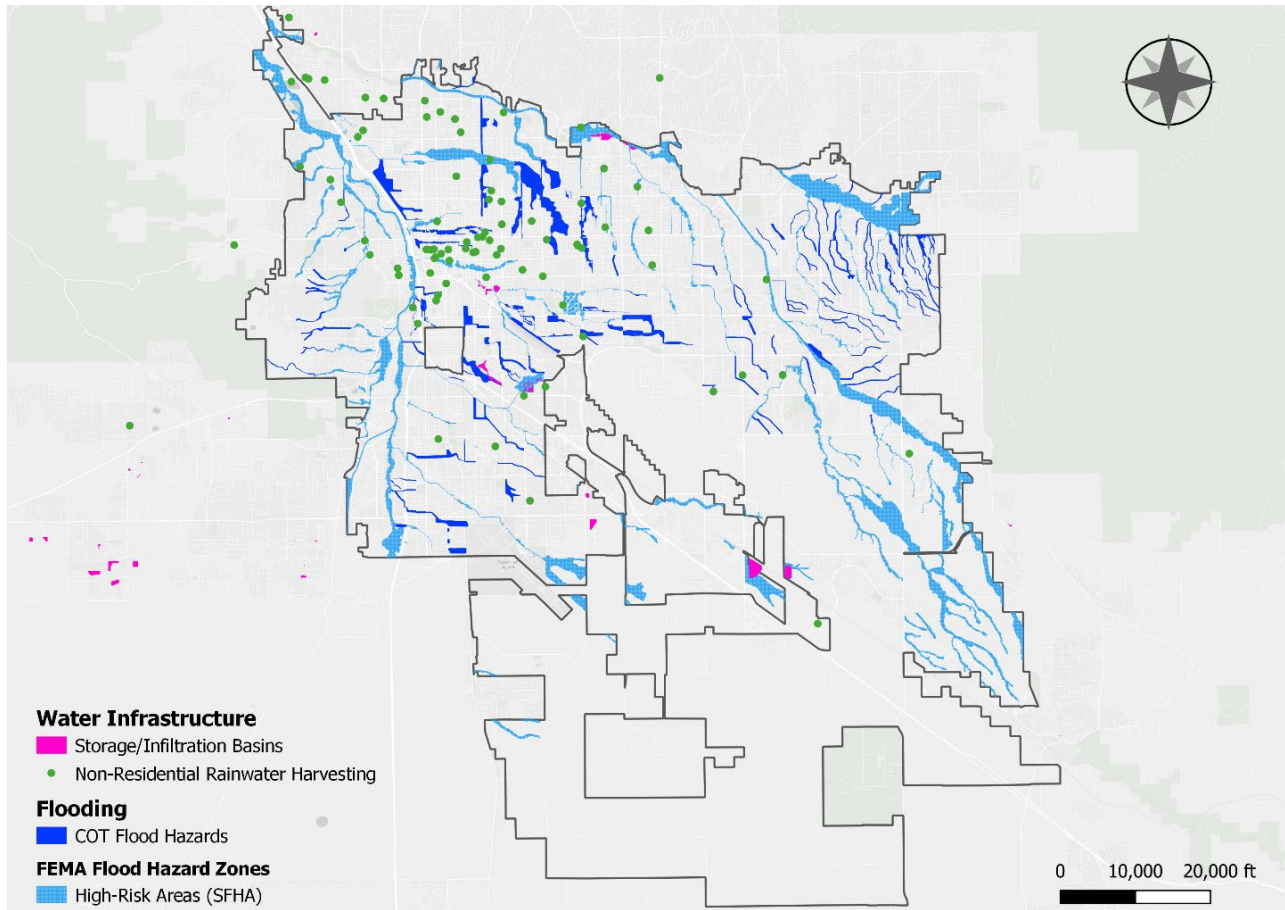 Water Infrastructure
Storage/Infiltration Basins
Non-Residential Rainwater Harvesting
Flooding
COT Flood Hazards
FEMA Flood Hazard Zones
High-Risk Areas (SFHA)
0 10,000 20,000 ft